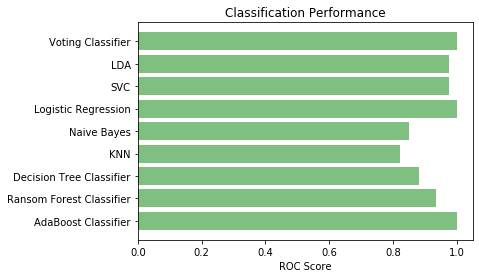 Classification Performance
Voting Classifier
LDA
SVC
Logistic Regression
Naive Bayes
KNN
Decision Tree Classifier
Ransom Forest Classifier
AdaBoost Classifier
0.0 0.2 0.4 0.6 0.8 1.0
ROC Score